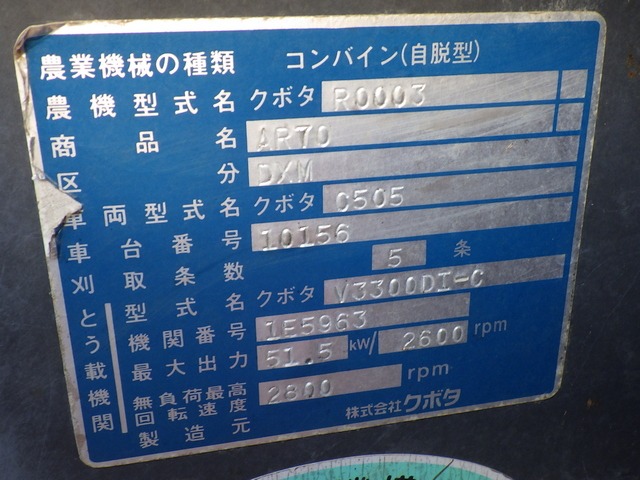 農業機械の種類 コンバイン(自脱型)
農機型式名 クボタ R0003
商品名 AR70
区分 DXM
車両型式名 クボタ C505
車台番号 10156
刈取条数 5 条
とう載機関 型式名 クボタ V3300DI-C
機関番号 1E5963
最大出力 51.5 kW/ 2600 rpm
無負荷最高回転速度 2800 rpm
製造元 株式会社クボタ